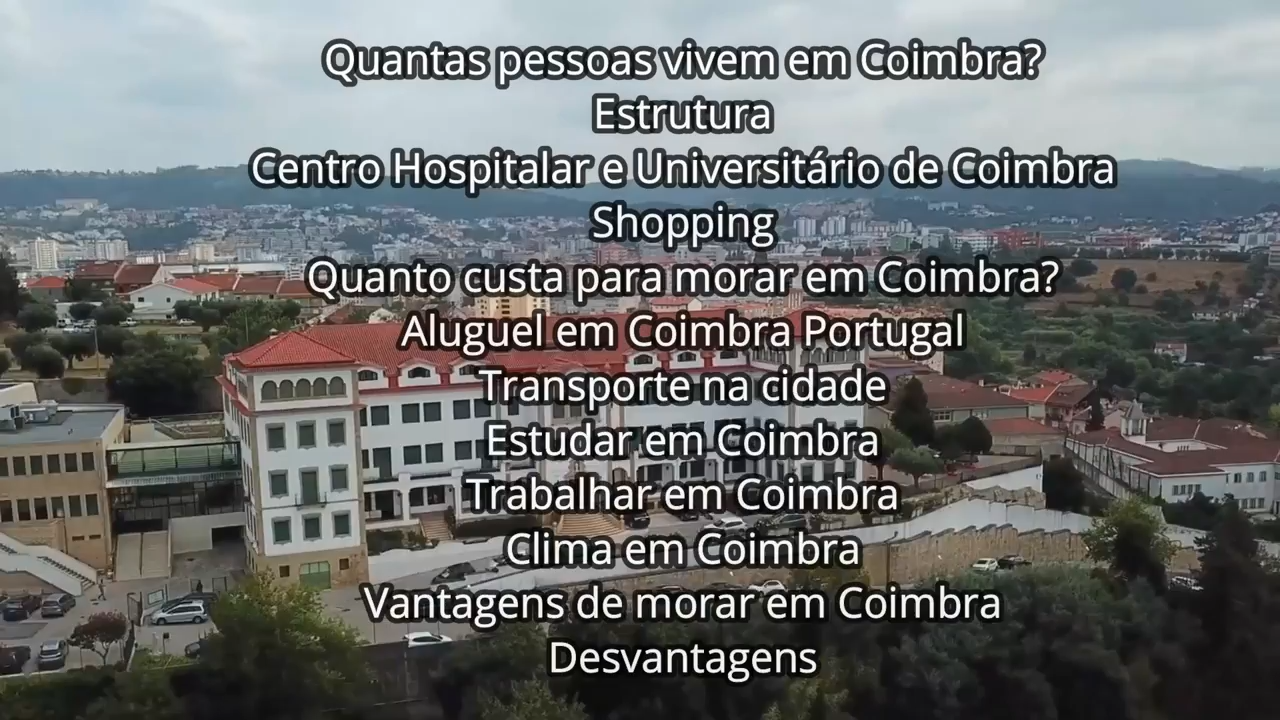 Quantas pessoas vivem em Coimbra?
Estrutura
Centro Hospitalar e Universitário de Coimbra
Shopping
Quanto custa para morar em Coimbra?
Aluguel em Coimbra Portugal
Transporte na cidade
Estudar em Coimbra
Trabalhar em Coimbra
Clima em Coimbra
Vantagens de morar em Coimbra
Desvantagens